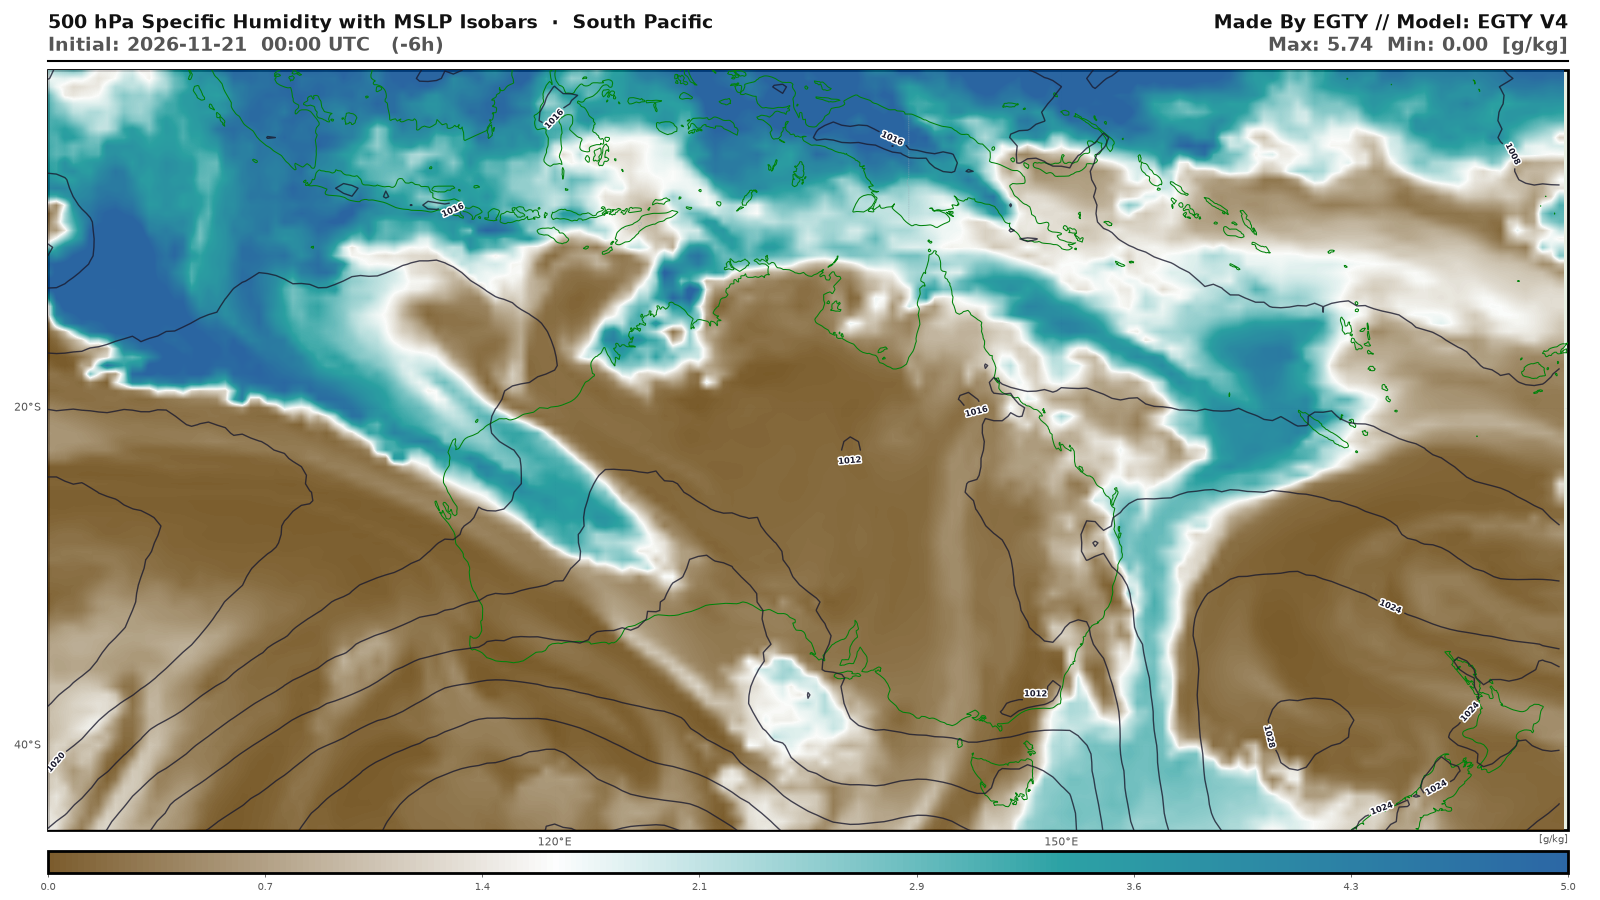 500 hPa Specific Humidity with MSLP Isobars · South Pacific
Made By EGTY // Model: EGTY V4
Initial: 2026-11-21 00:00 UTC (-6h)
Max: 5.74 Min: 0.00 [g/kg]
1016
1016
1008
1016
20°S
1016
1012
1024
1012
1024
1028
40°S
1020
1024
1024
120°E
150°E
[g/kg]
0.0
0.7
1.4
2.1
2.9
3.6
4.3
5.0